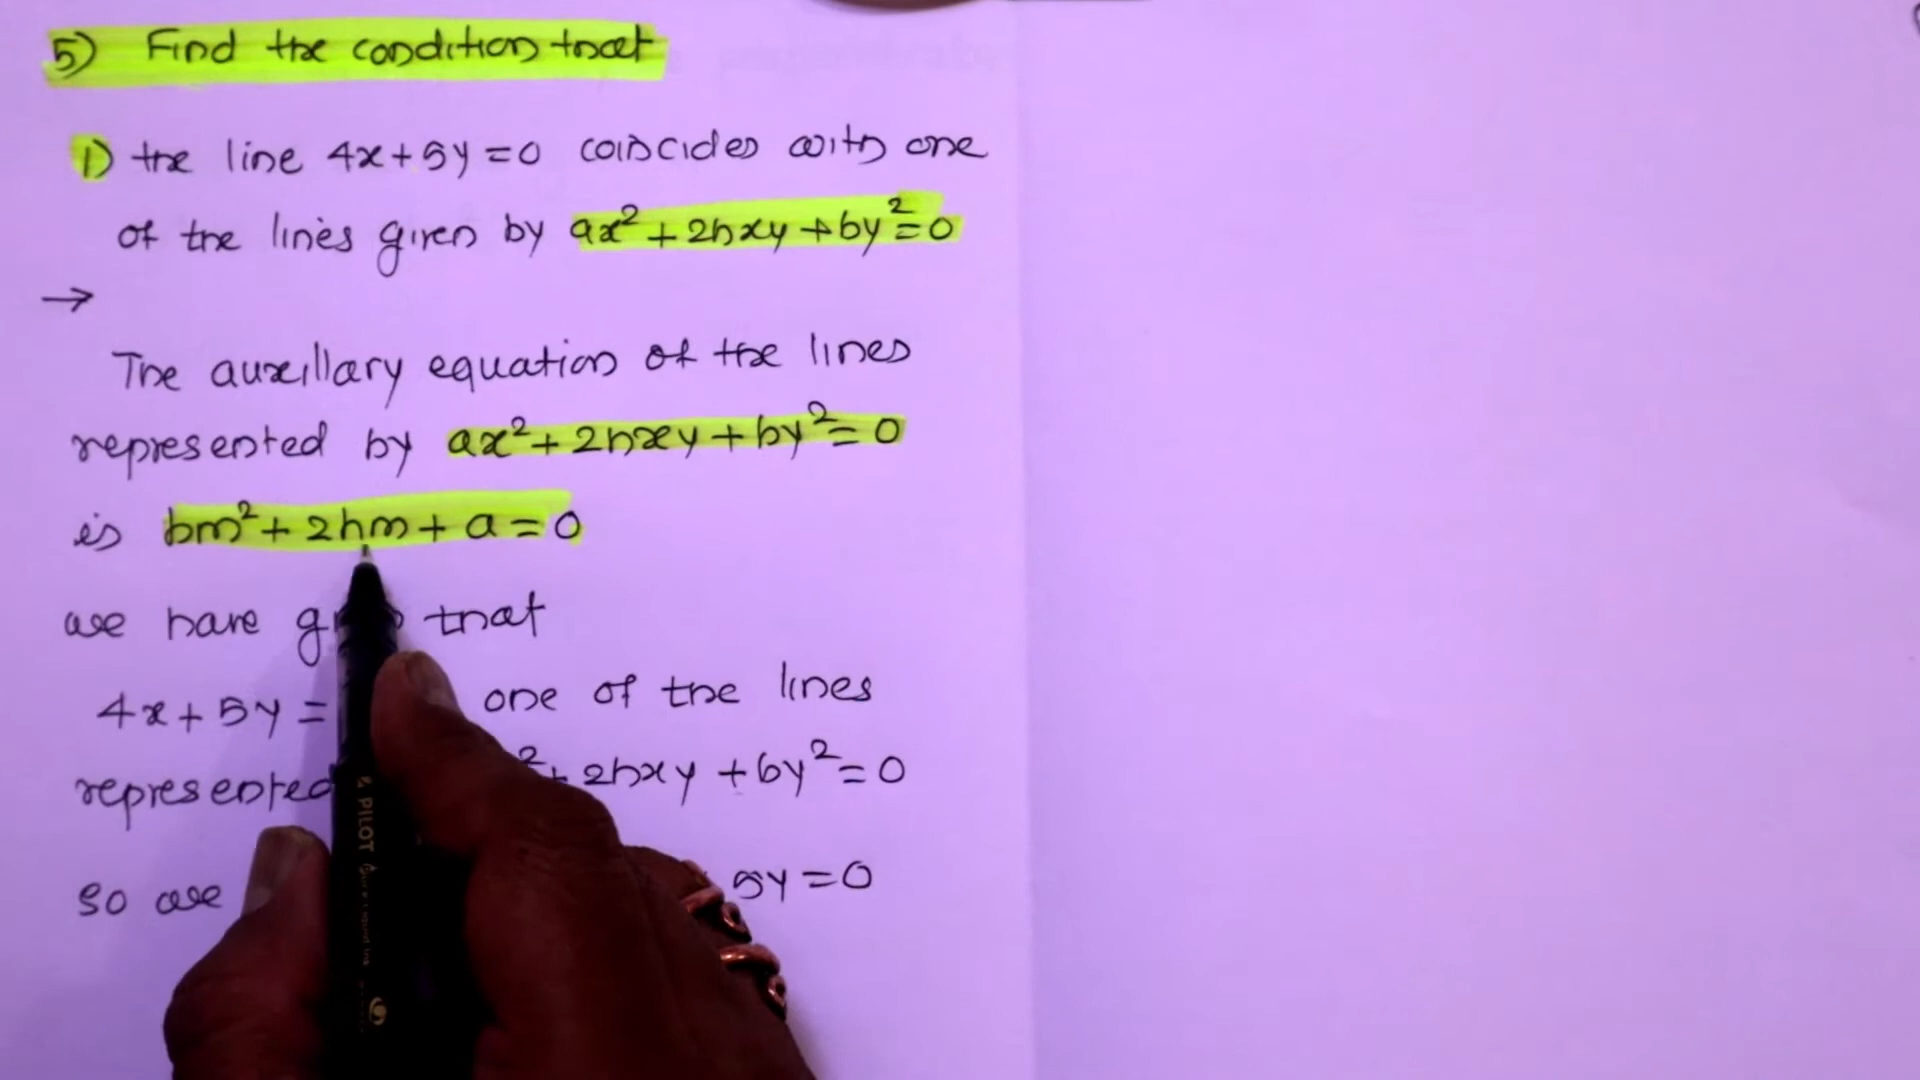 5) Find the condition that
1) the line 4x+5y=0 coincides with one
of the lines given by ax²+2hxy+by²=0
→
The auxillary equation of the lines
represented by ax²+2hxy+by²=0
is bm²+2hm+a=0
we have that
4x+5y= one of the lines
represented ²+2hxy+by²=0
so we 5y=0
PILOT